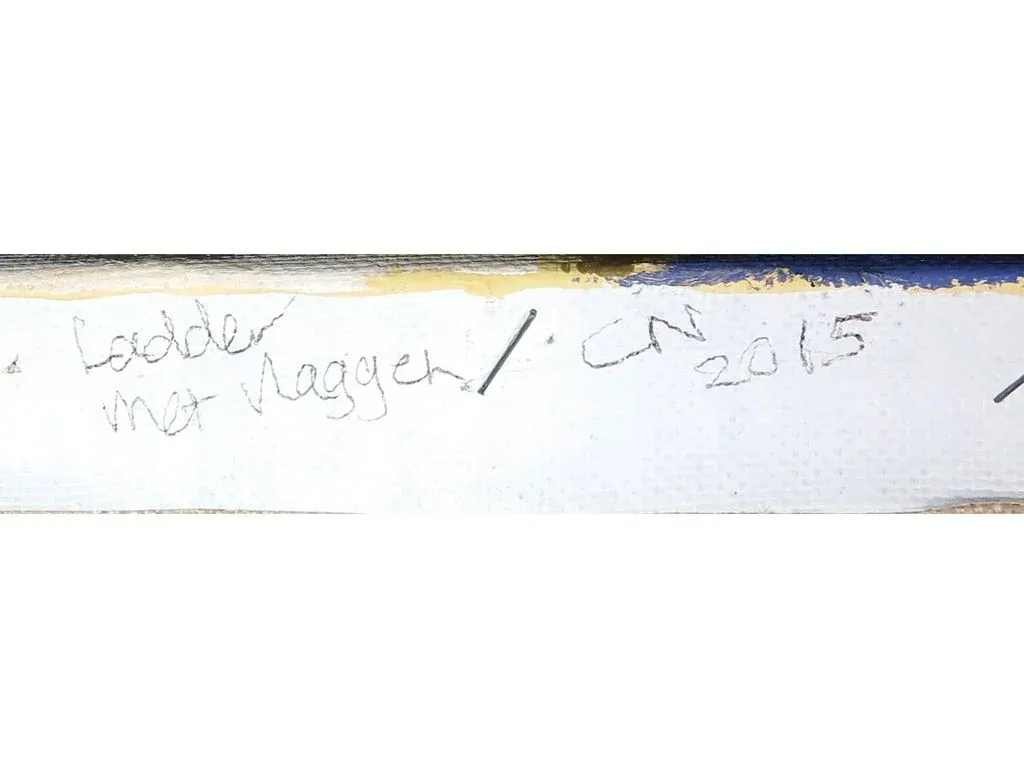 Ladder
met vlaggen
CN
2015